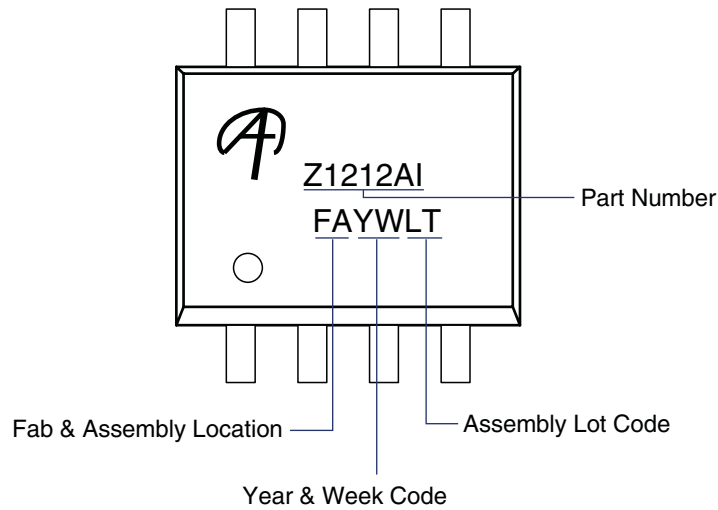 Z1212AI
Part Number
FAYWLT
Fab & Assembly Location
Assembly Lot Code
Year & Week Code